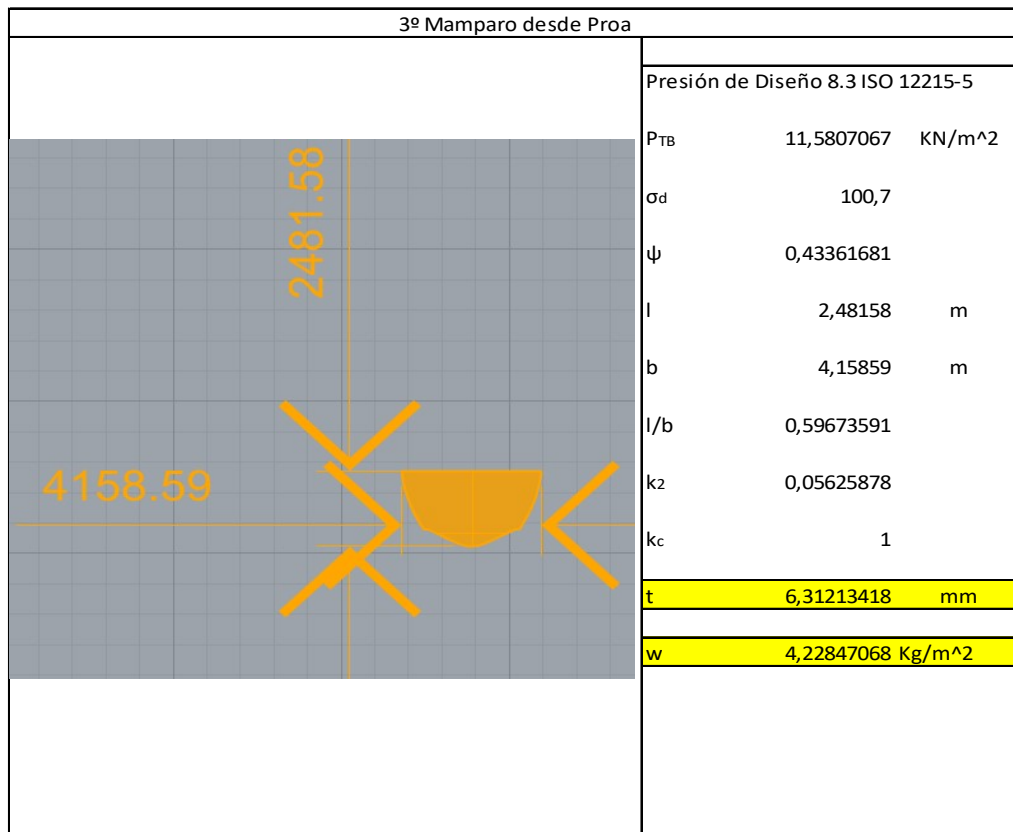 3º Mamparo desde Proa
2481.58
4158.59
Presión de Diseño 8.3 ISO 12215-5
PTB 11,5807067 KN/m^2
σd 100,7
ψ 0,43361681
l 2,48158 m
b 4,15859 m
l/b 0,59673591
k2 0,05625878
kc 1
t 6,31213418 mm
w 4,22847068 Kg/m^2